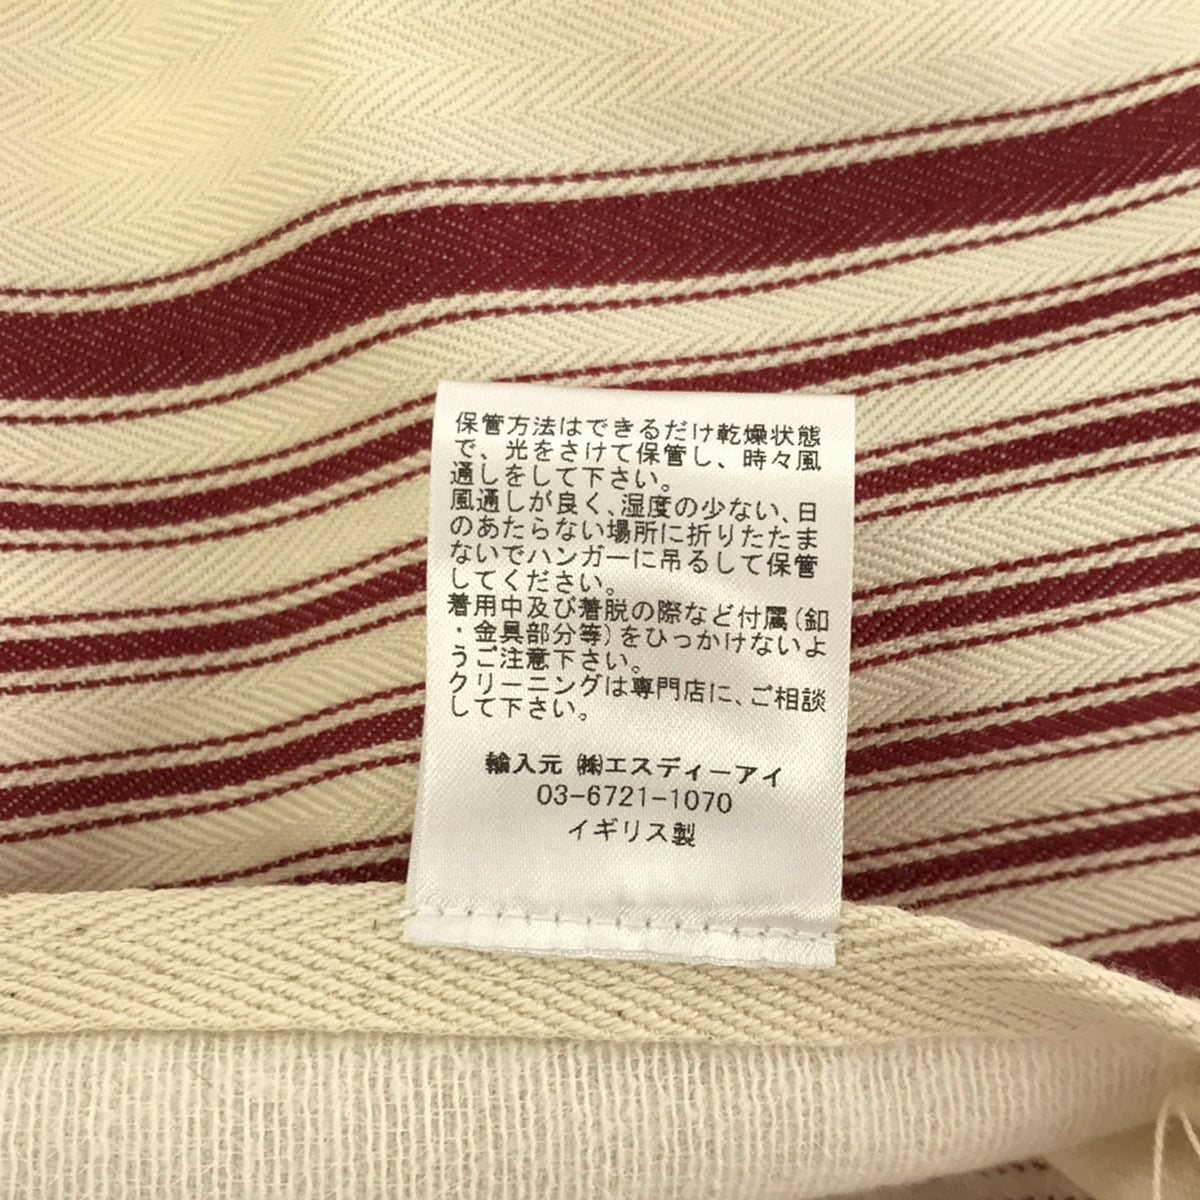 保管方法はできるだけ乾燥状態
で、光をさけて保管し、時々風
通しをして下さい。
風通しが良く、湿度の少ない、日
のあたらない場所に折りたたま
ないでハンガーに吊るして保管
してください。
着用中及び着脱の際など付属(釦
・金具部分等)をひっかけないよ
うご注意下さい。
クリーニングは専門店に、ご相談
して下さい。
輸入元 ㈱エスディーアイ
03-6721-1070
イギリス製